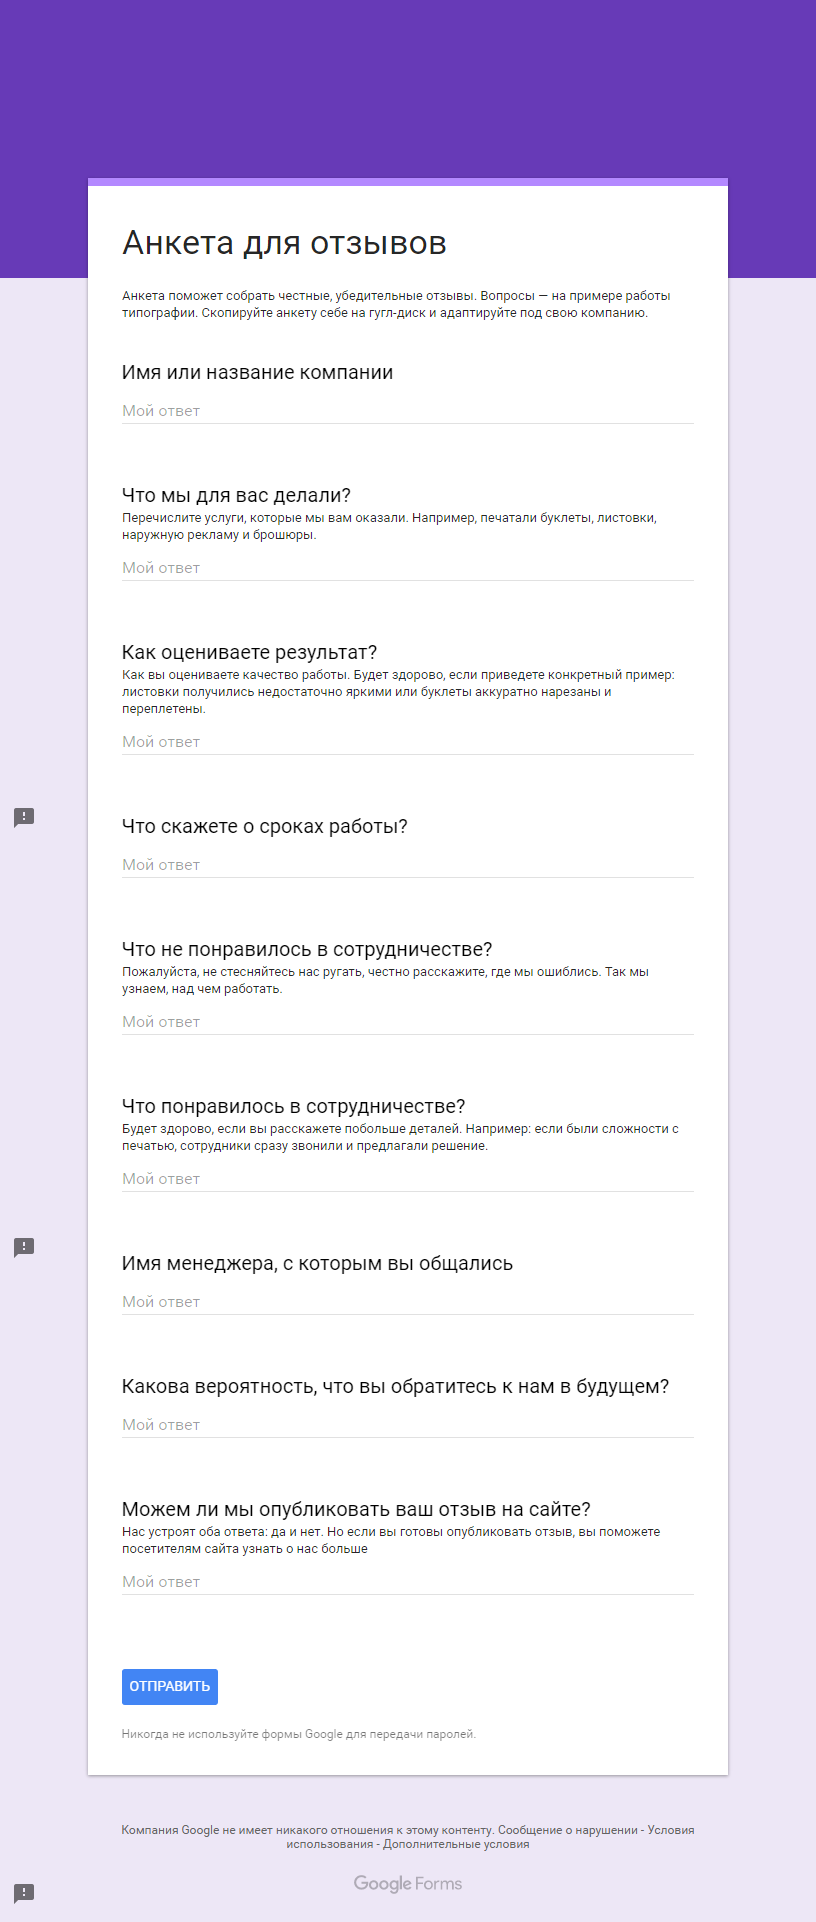 Анкета для отзывов
Анкета поможет собрать честные, убедительные отзывы. Вопросы — на примере работы
типографии. Скопируйте анкету себе на гугл-диск и адаптируйте под свою компанию.
Имя или название компании
Мой ответ
Что мы для вас делали?
Перечислите услуги, которые мы вам оказали. Например, печатали буклеты, листовки,
наружную рекламу и брошюры.
Мой ответ
Как оцениваете результат?
Как вы оцениваете качество работы. Будет здорово, если приведете конкретный пример:
листовки получились недостаточно яркими или буклеты аккуратно нарезаны и
переплетены.
Мой ответ
Что скажете о сроках работы?
Мой ответ
Что не понравилось в сотрудничестве?
Пожалуйста, не стесняйтесь нас ругать, честно расскажите, где мы ошиблись. Так мы
узнаем, над чем работать.
Мой ответ
Что понравилось в сотрудничестве?
Будет здорово, если вы расскажете побольше деталей. Например: если были сложности с
печатью, сотрудники сразу звонили и предлагали решение.
Мой ответ
Имя менеджера, с которым вы общались
Мой ответ
Какова вероятность, что вы обратитесь к нам в будущем?
Мой ответ
Можем ли мы опубликовать ваш отзыв на сайте?
Нас устроят оба ответа: да и нет. Но если вы готовы опубликовать отзыв, вы поможете
посетителям сайта узнать о нас больше
Мой ответ
ОТПРАВИТЬ
Никогда не используйте формы Google для передачи паролей.
Компания Google не имеет никакого отношения к этому контенту. Сообщение о нарушении - Условия
использования - Дополнительные условия
Google Forms